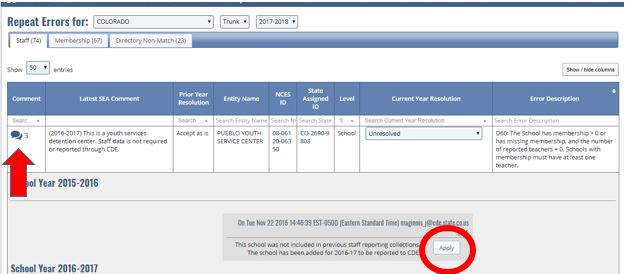 Repeat Errors for: COLORADO Trunk 2017-2018
Staff (74) Membership (67) Directory Non-Match (23)
Show 50 entries Show / hide columns
Comment Latest SEA Comment Prior Year Resolution Entity Name NCES ID State Assigned ID Level Current Year Resolution Error Description
Searc... Search ... Search Entity Name Search N Search State S... Search Current Year Resolution Search Error Description
3 (2016-2017) This is a youth services detention center. Staff data is not required or reported through CDE. Accept as is PUEBLO YOUTH SERVICE CENTER 08-061 20-063 50 CO-2690-9 808 School Unresolved D60: The School has membership > 0 or has missing membership, and the number of reported teachers = 0. Schools with membership must have at least one teacher.
ool Year 2015-2016
On Tue Nov 22 2016 14:46:39 EST-0500 (Eastern Standard Time) maginnis_j@cde.state.co.us
This school was not included in previous staff reporting collections
The school has been added for 2016-17 to be reported to CDE
Apply
School Year 2016-2017